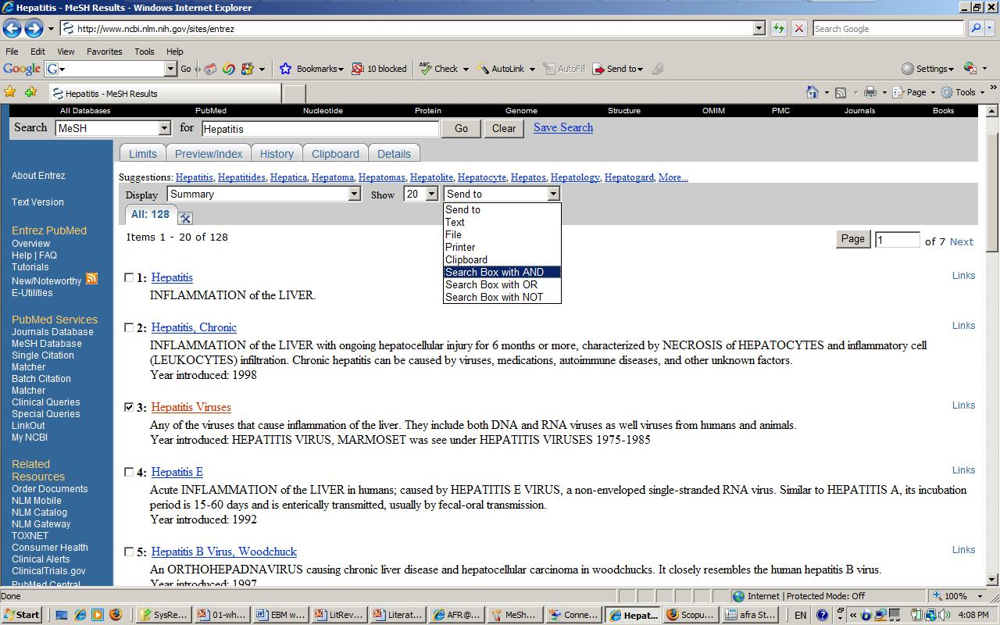 Hepatitis - MeSH Results - Windows Internet Explorer
http://www.ncbi.nlm.nih.gov/sites/entrez
Search Google
File Edit View Favorites Tools Help
Google G Go Bookmarks 10 blocked ABC Check AutoLink AutoFill Send to Settings
Hepatitis - MeSH Results Page Tools
All Databases PubMed Nucleotide Protein Genome Structure OMIM PMC Journals Books
Search MeSH for Hepatitis Go Clear Save Search
Limits Preview/Index History Clipboard Details
Suggestions: Hepatitis, Hepatitides, Hepatica, Hepatoma, Hepatomas, Hepatolite, Hepatocyte, Hepatos, Hepatology, Hepatogard, More...
Display Summary Show 20 Send to
Send to
Text
File
Printer
Clipboard
Search Box with AND
Search Box with OR
Search Box with NOT
All: 128
Items 1 - 20 of 128
Page 1 of 7 Next
1: Hepatitis Links
INFLAMMATION of the LIVER.
2: Hepatitis, Chronic Links
INFLAMMATION of the LIVER with ongoing hepatocellular injury for 6 months or more, characterized by NECROSIS of HEPATOCYTES and inflammatory cell
(LEUKOCYTES) infiltration. Chronic hepatitis can be caused by viruses, medications, autoimmune diseases, and other unknown factors.
Year introduced: 1998
3: Hepatitis Viruses Links
Any of the viruses that cause inflammation of the liver. They include both DNA and RNA viruses as well viruses from humans and animals.
Year introduced: HEPATITIS VIRUS, MARMOSET was see under HEPATITIS VIRUSES 1975-1985
4: Hepatitis E Links
Acute INFLAMMATION of the LIVER in humans; caused by HEPATITIS E VIRUS, a non-enveloped single-stranded RNA virus. Similar to HEPATITIS A, its incubation
period is 15-60 days and is enterically transmitted, usually by fecal-oral transmission.
Year introduced: 1992
5: Hepatitis B Virus, Woodchuck Links
An ORTHOHEPADNAVIRUS causing chronic liver disease and hepatocellular carcinoma in woodchucks. It closely resembles the human hepatitis B virus.
Year introduced: 1997
About Entrez
Text Version
Entrez PubMed
Overview
Help | FAQ
Tutorials
New/Noteworthy
E-Utilities
PubMed Services
Journals Database
MeSH Database
Single Citation
Matcher
Batch Citation
Matcher
Clinical Queries
Special Queries
LinkOut
My NCBI
Related
Resources
Order Documents
NLM Mobile
NLM Catalog
NLM Gateway
TOXNET
Consumer Health
Clinical Alerts
ClinicalTrials.gov
PubMed Central
Done Internet | Protected Mode: Off 100%
Start SysRe... 01-wh... EBM w... LitRev... Literat... AFR@... MeSh... Conne... Hepat... Scopu... afra St... EN 4:08 PM